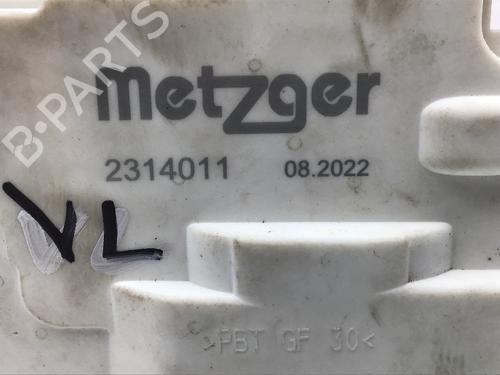 B-PARTS
metzger
2314011 08.2022
VL
>PBT GF 30<